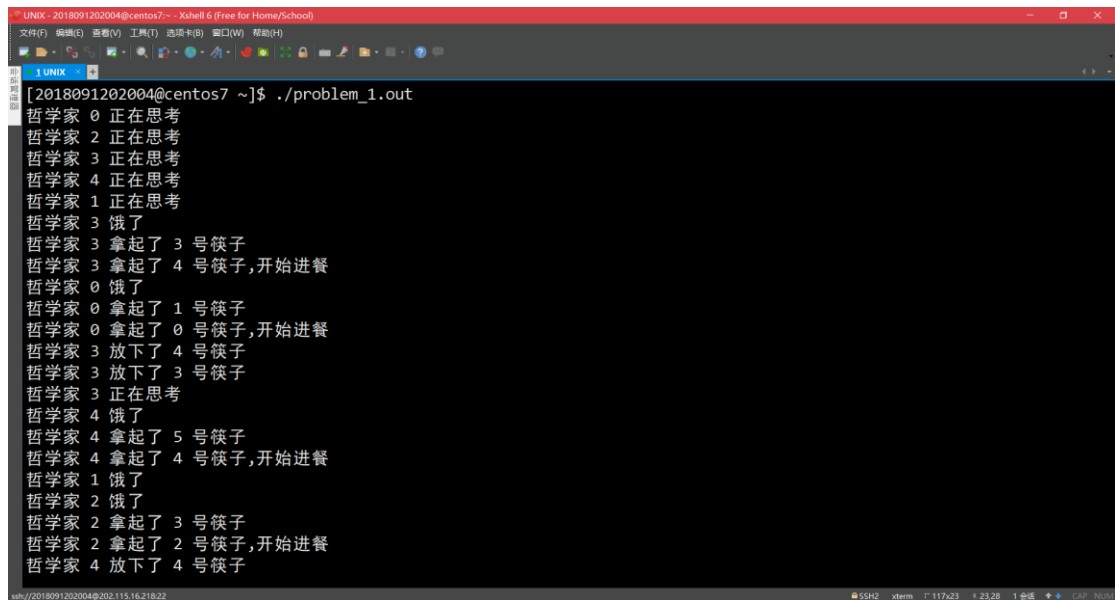 UNIX - 2018091202004@centos7:~ - Xshell 6 (Free for Home/School)
文件(F) 编辑(E) 查看(V) 工具(T) 选项卡(B) 窗口(W) 帮助(H)
1 UNIX
会话管理器
[2018091202004@centos7 ~]$ ./problem_1.out
哲学家 0 正在思考
哲学家 2 正在思考
哲学家 3 正在思考
哲学家 4 正在思考
哲学家 1 正在思考
哲学家 3 饿了
哲学家 3 拿起了 3 号筷子
哲学家 3 拿起了 4 号筷子,开始进餐
哲学家 0 饿了
哲学家 0 拿起了 1 号筷子
哲学家 0 拿起了 0 号筷子,开始进餐
哲学家 3 放下了 4 号筷子
哲学家 3 放下了 3 号筷子
哲学家 3 正在思考
哲学家 4 饿了
哲学家 4 拿起了 5 号筷子
哲学家 4 拿起了 4 号筷子,开始进餐
哲学家 1 饿了
哲学家 2 饿了
哲学家 2 拿起了 3 号筷子
哲学家 2 拿起了 2 号筷子,开始进餐
哲学家 4 放下了 4 号筷子
ssh://2018091202004@202.115.16.218:22 SSH2 xterm 117x23 23,28 1 会话 CAP NUM